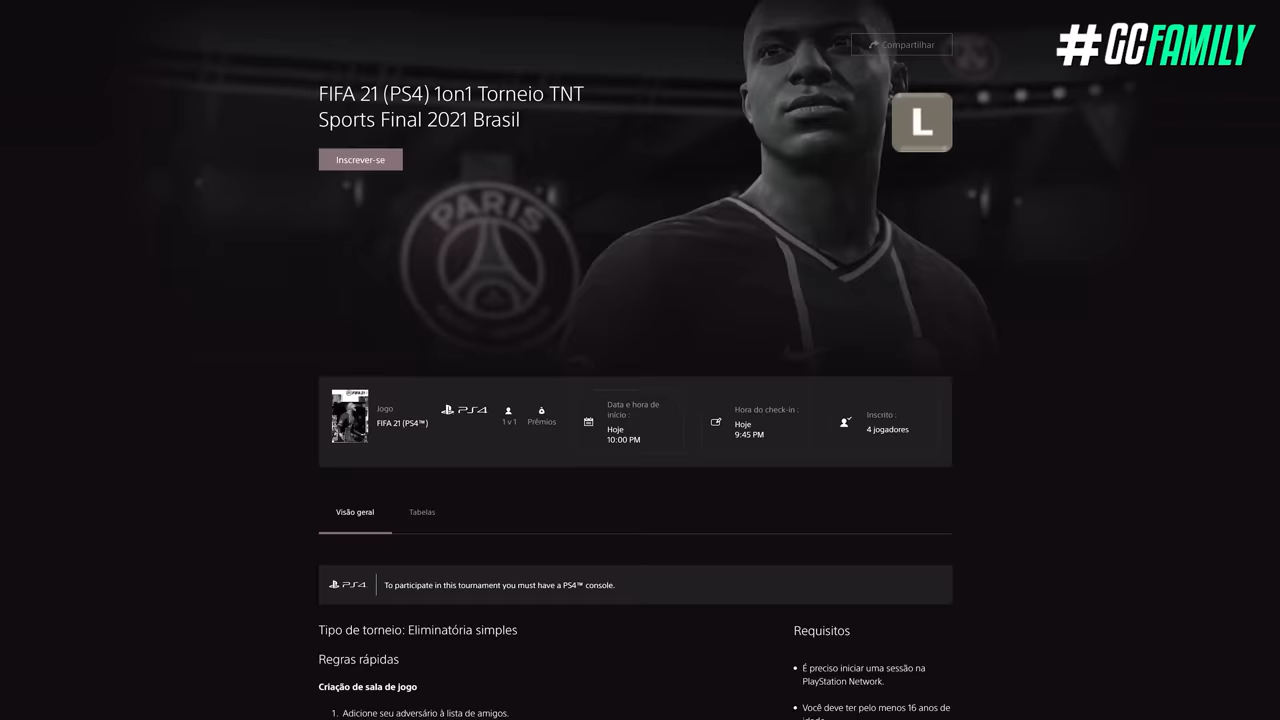 #GCFAMILY
Compartilhar
FIFA 21 (PS4) 1on1 Torneio TNT
Sports Final 2021 Brasil
L
Inscrever-se
PARIS
FIFA 21
Jogo
FIFA 21 (PS4™)
PS4
1 v 1
Prêmios
Data e hora de
início :
Hoje
10:00 PM
Hora do check-in :
Hoje
9:45 PM
Inscrito :
4 jogadores
Visão geral
Tabelas
PS4
To participate in this tournament you must have a PS4™ console.
Tipo de torneio: Eliminatória simples
Regras rápidas
Criação de sala de jogo
1. Adicione seu adversário à lista de amigos.
Requisitos
• É preciso iniciar uma sessão na
PlayStation Network.
• Você deve ter pelo menos 16 anos de
idade.